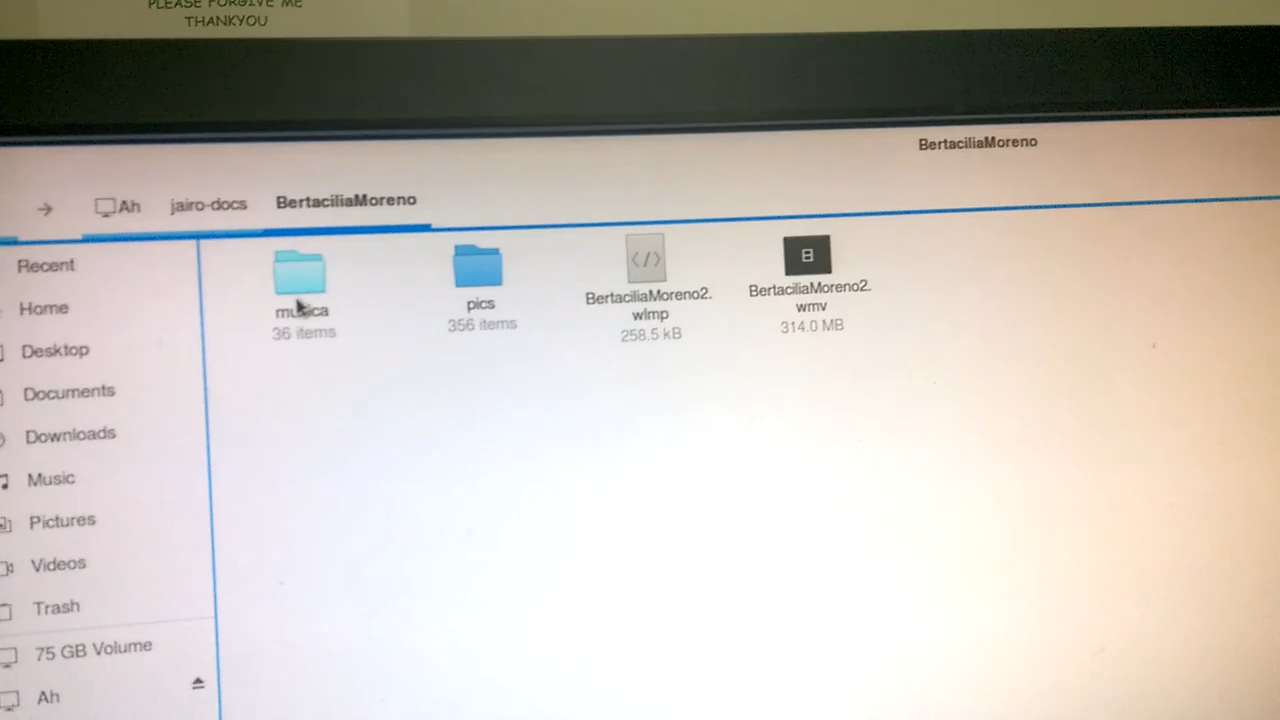 PLEASE FORGIVE ME
THANKYOU
BertaciliaMoreno
Ah jairo-docs BertaciliaMoreno
Recent
Home
Desktop
Documents
Downloads
Music
Pictures
Videos
Trash
75 GB Volume
Ah
musica
36 items
pics
356 items
BertaciliaMoreno2.
wlmp
258.5 kB
BertaciliaMoreno2.
wmv
314.0 MB